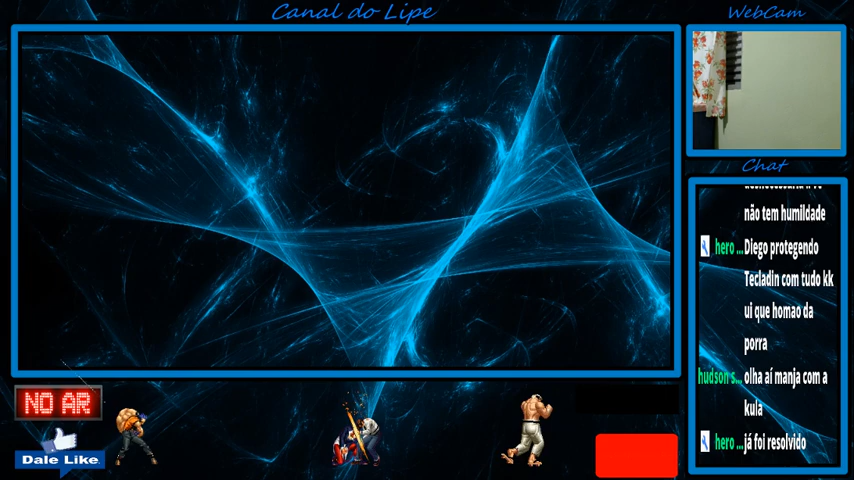 Canal do Lipe
WebCam
Chat
não tem humildade
hero ... Diego protegendo
Tecladin com tudo kk
ui que homao da
porra
hudson s... olha aí manja com a
kula
hero ... já foi resolvido
NO AR
Dale Like.